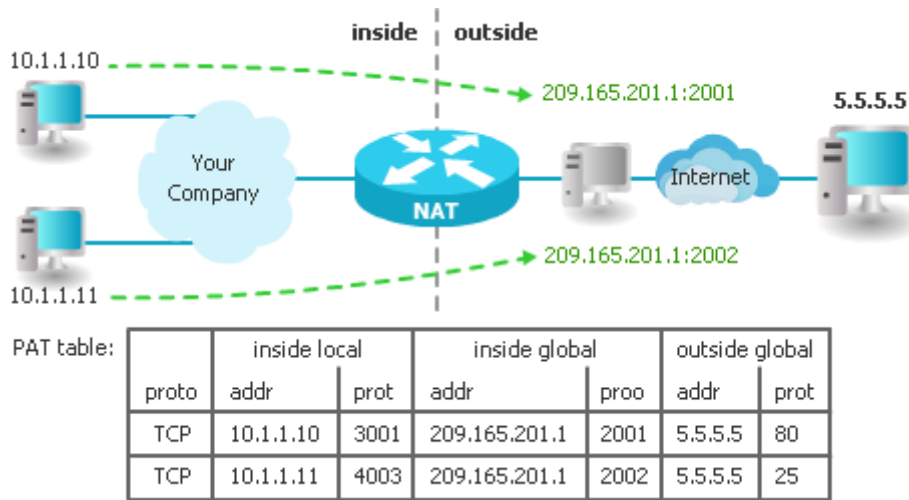 inside outside
10.1.1.10
209.165.201.1:2001
5.5.5.5
Your
Company
NAT
Internet
209.165.201.1:2002
10.1.1.11
PAT table:
inside local inside global outside global
proto addr prot addr proo addr prot
TCP 10.1.1.10 3001 209.165.201.1 2001 5.5.5.5 80
TCP 10.1.1.11 4003 209.165.201.1 2002 5.5.5.5 25